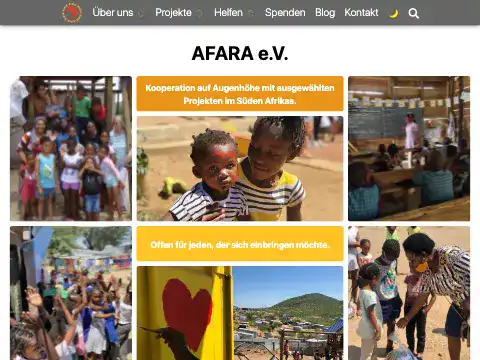 Über uns Projekte Helfen Spenden Blog Kontakt
AFARA e.V.
Kooperation auf Augenhöhe mit ausgewählten
Projekten im Süden Afrikas.
Offen für jeden, der sich einbringen möchte.